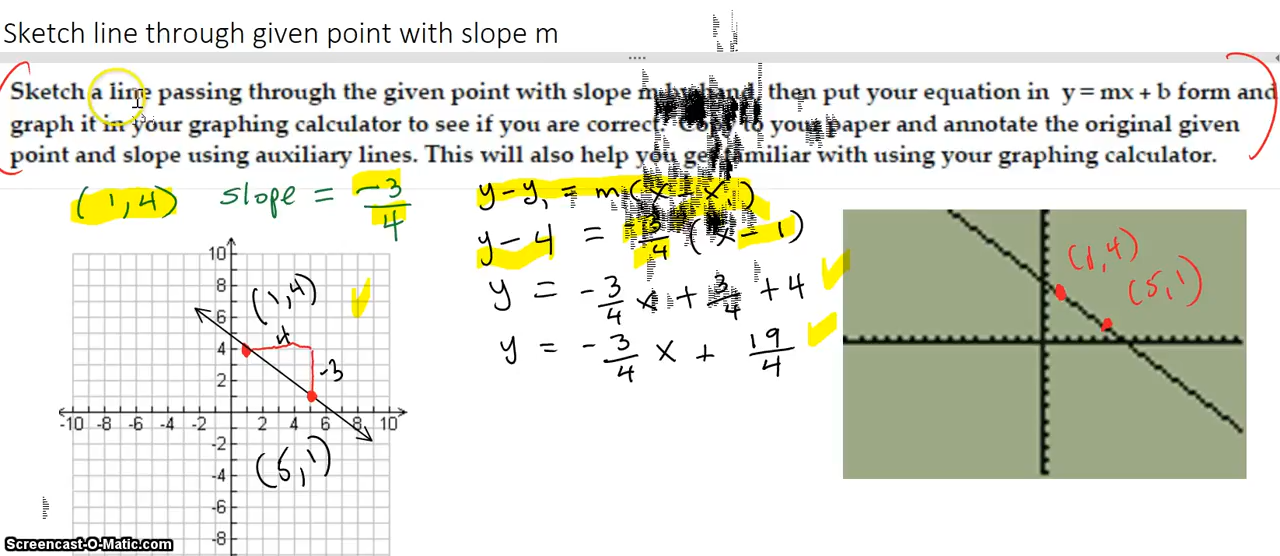 Sketch line through given point with slope m
Sketch a line passing through the given point with slope m by hand, then put your equation in y = mx + b form and
graph it in your graphing calculator to see if you are correct. Copy to your paper and annotate the original given
point and slope using auxiliary lines. This will also help you get familiar with using your graphing calculator.
(1,4) slope = -3/4
y - y₁ = m(x - x₁)
y - 4 = -3/4 (x - 1)
y = -3/4 x + 3/4 + 4
y = -3/4 x + 19/4
10
8
6
4
2
-10 -8 -6 -4 -2 2 4 6 8 10
-2
-4
-6
-8
(1,4)
4
-3
(5,1)
(1,4)
(5,1)
Screencast-O-Matic.com